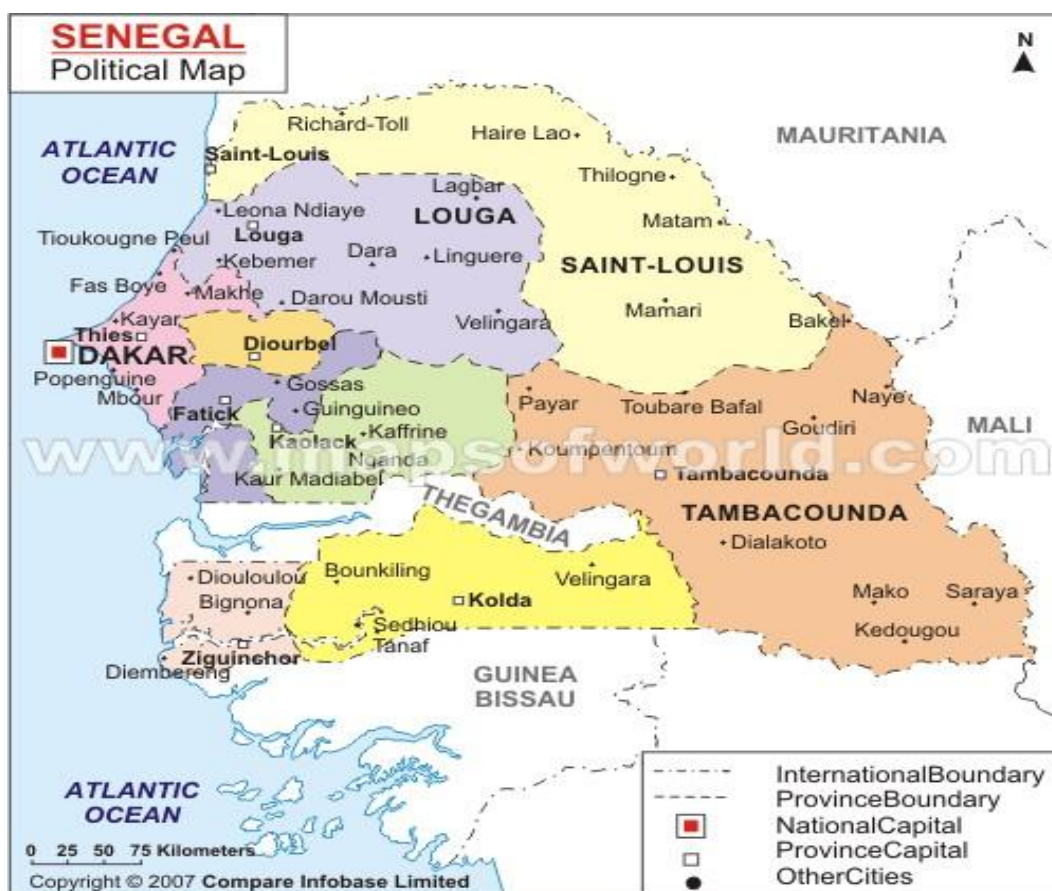 SENEGAL
Political Map
N
ATLANTIC
OCEAN
MAURITANIA
Richard-Toll
Haire Lao
Saint-Louis
Thilogne
Lagbar
Leona Ndiaye
LOUGA
Matam
Louga
Tioukougne Peul
Dara
Linguere
Kebemer
SAINT-LOUIS
Fas Boye
Makhe
Darou Mousti
Mamari
Kayar
Velingara
Bakel
Thies
Diourbel
DAKAR
Popenguine
Gossas
Mbour
Payar
Toubare Bafal
Naye
Fatick
Guinguineo
Goudiri
MALI
Kaolack
Kaffrine
www.mapsofworld.com
Koumpentoum
Nganda
Kaur Madiabel
Tambacounda
THEGAMBIA
TAMBACOUNDA
Dialakoto
Diouloulou
Bounkiling
Velingara
Bignona
Kolda
Mako
Saraya
Sedhiou
Tanaf
Kedougou
Ziguinchor
Diembereng
GUINEA
BISSAU
ATLANTIC
OCEAN
InternationalBoundary
ProvinceBoundary
NationalCapital
ProvinceCapital
OtherCities
0 25 50 75 Kilometers
Copyright © 2007 Compare Infobase Limited